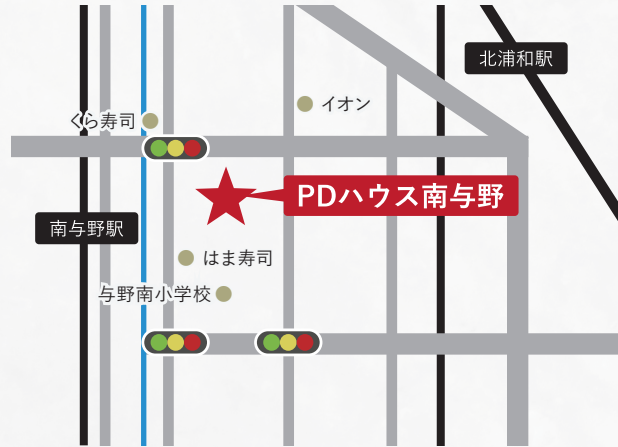 北浦和駅
イオン
くら寿司
PDハウス南与野
南与野駅
はま寿司
与野南小学校